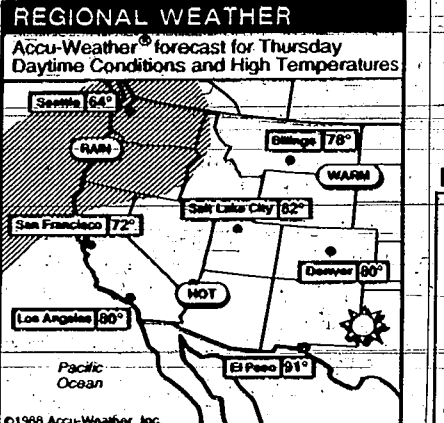 REGIONAL WEATHER
Accu-Weather® forecast for Thursday
Daytime Conditions and High Temperatures
Seattle 64°
RAIN
Billings 78°
WARM
Salt Lake City 82°
San Francisco 72°
Denver 80°
HOT
Los Angeles 80°
El Paso 91°
Pacific
Ocean
©1988 Accu-Weather, Inc.